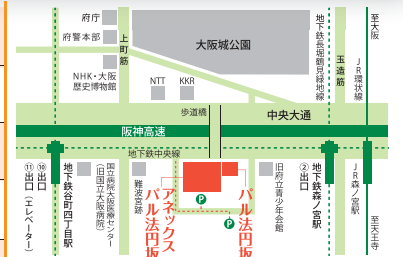 府庁
府警本部
上町筋
大阪城公園
NHK・大阪
歴史博物館
NTT
KKR
地下鉄長堀鶴見緑地線
玉造筋
JR環状線
至大阪
歩道橋
中央大通
阪神高速
地下鉄中央線
⑪出口（エレベーター）
⑩出口
地下鉄谷町四丁目駅
国立病院大阪医療センター
（旧国立大阪病院）
難波宮跡
アネックス
パル法円坂
P
P
パル法円坂
旧府立青少年会館
②出口
地下鉄森ノ宮駅
JR森ノ宮駅
至天王寺